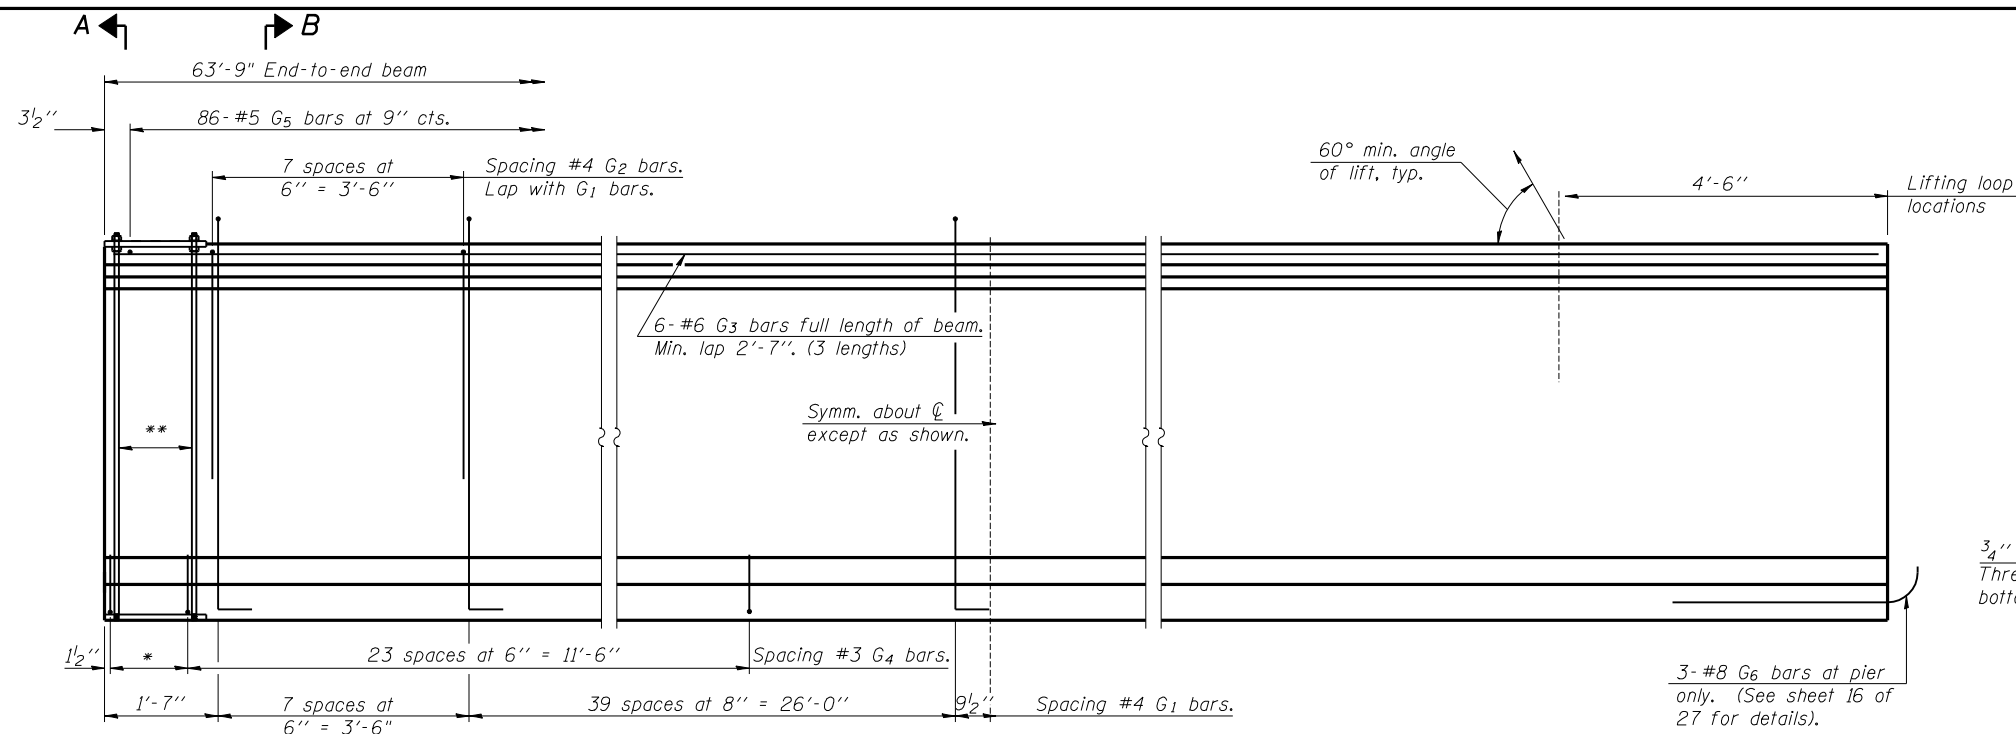 A B
63'-9" End-to-end beam
3½"
86-#5 G5 bars at 9" cts.
7 spaces at
6" = 3'-6"
Spacing #4 G2 bars.
Lap with G1 bars.
60° min. angle
of lift, typ.
4'-6"
Lifting loop
locations
6-#6 G3 bars full length of beam.
Min. lap 2'-7". (3 lengths)
Symm. about ℄
except as shown.
**
¾"
Thre
botto
1½"
*
23 spaces at 6" = 11'-6"
Spacing #3 G4 bars.
1'-7"
7 spaces at
6" = 3'-6"
39 spaces at 8" = 26'-0"
9½"
Spacing #4 G1 bars.
3-#8 G6 bars at pier
only. (See sheet 16 of
27 for details).